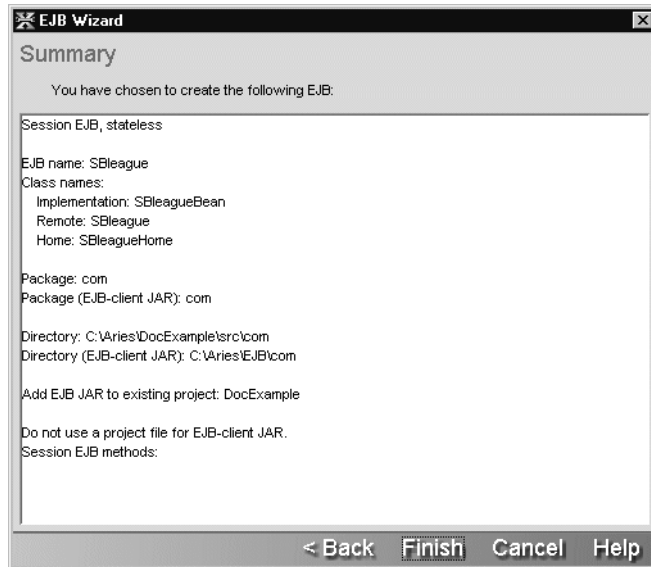 EJB Wizard
Summary
You have chosen to create the following EJB:
Session EJB, stateless
EJB name: SBleague
Class names:
Implementation: SBleagueBean
Remote: SBleague
Home: SBleagueHome
Package: com
Package (EJB-client JAR): com
Directory: C:\Aries\DocExample\src\com
Directory (EJB-client JAR): C:\Aries\EJB\com
Add EJB JAR to existing project: DocExample
Do not use a project file for EJB-client JAR.
Session EJB methods:
< Back Finish Cancel Help